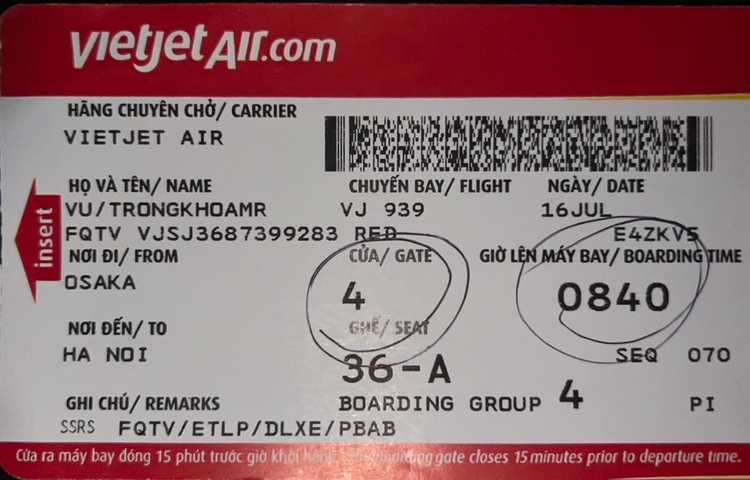 vietjet Air.com
HÃNG CHUYÊN CHỞ/ CARRIER
VIETJET AIR
HỌ VÀ TÊN/ NAME CHUYẾN BAY/ FLIGHT NGÀY/ DATE
VU/TRONGKHOAMR VJ 939 16JUL
FQTV VJSJ3687399283 RED E4ZKV5
insert
NƠI ĐI/ FROM CỬA/ GATE GIỜ LÊN MÁY BAY/ BOARDING TIME
OSAKA 4 0840
NƠI ĐẾN/ TO GHẾ/ SEAT
HA NOI 36-A SEQ 070
GHI CHÚ/ REMARKS BOARDING GROUP 4 PI
SSRS FQTV/ETLP/DLXE/PBAB
Cửa ra máy bay đóng 15 phút trước giờ khởi boarding gate closes 15 minutes prior to departure time.